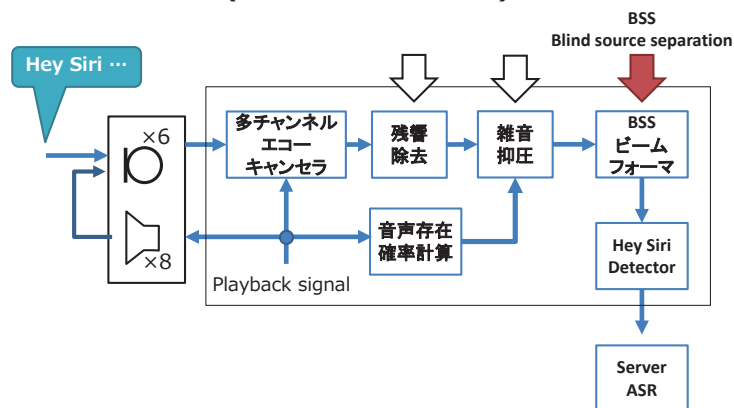 BSS
Blind source separation
Hey Siri …
×6
×8
多チャンネル
エコー
キャンセラ
残響
除去
雑音
抑圧
BSS
ビーム
フォーマ
音声存在
確率計算
Hey Siri
Detector
Playback signal
Server
ASR